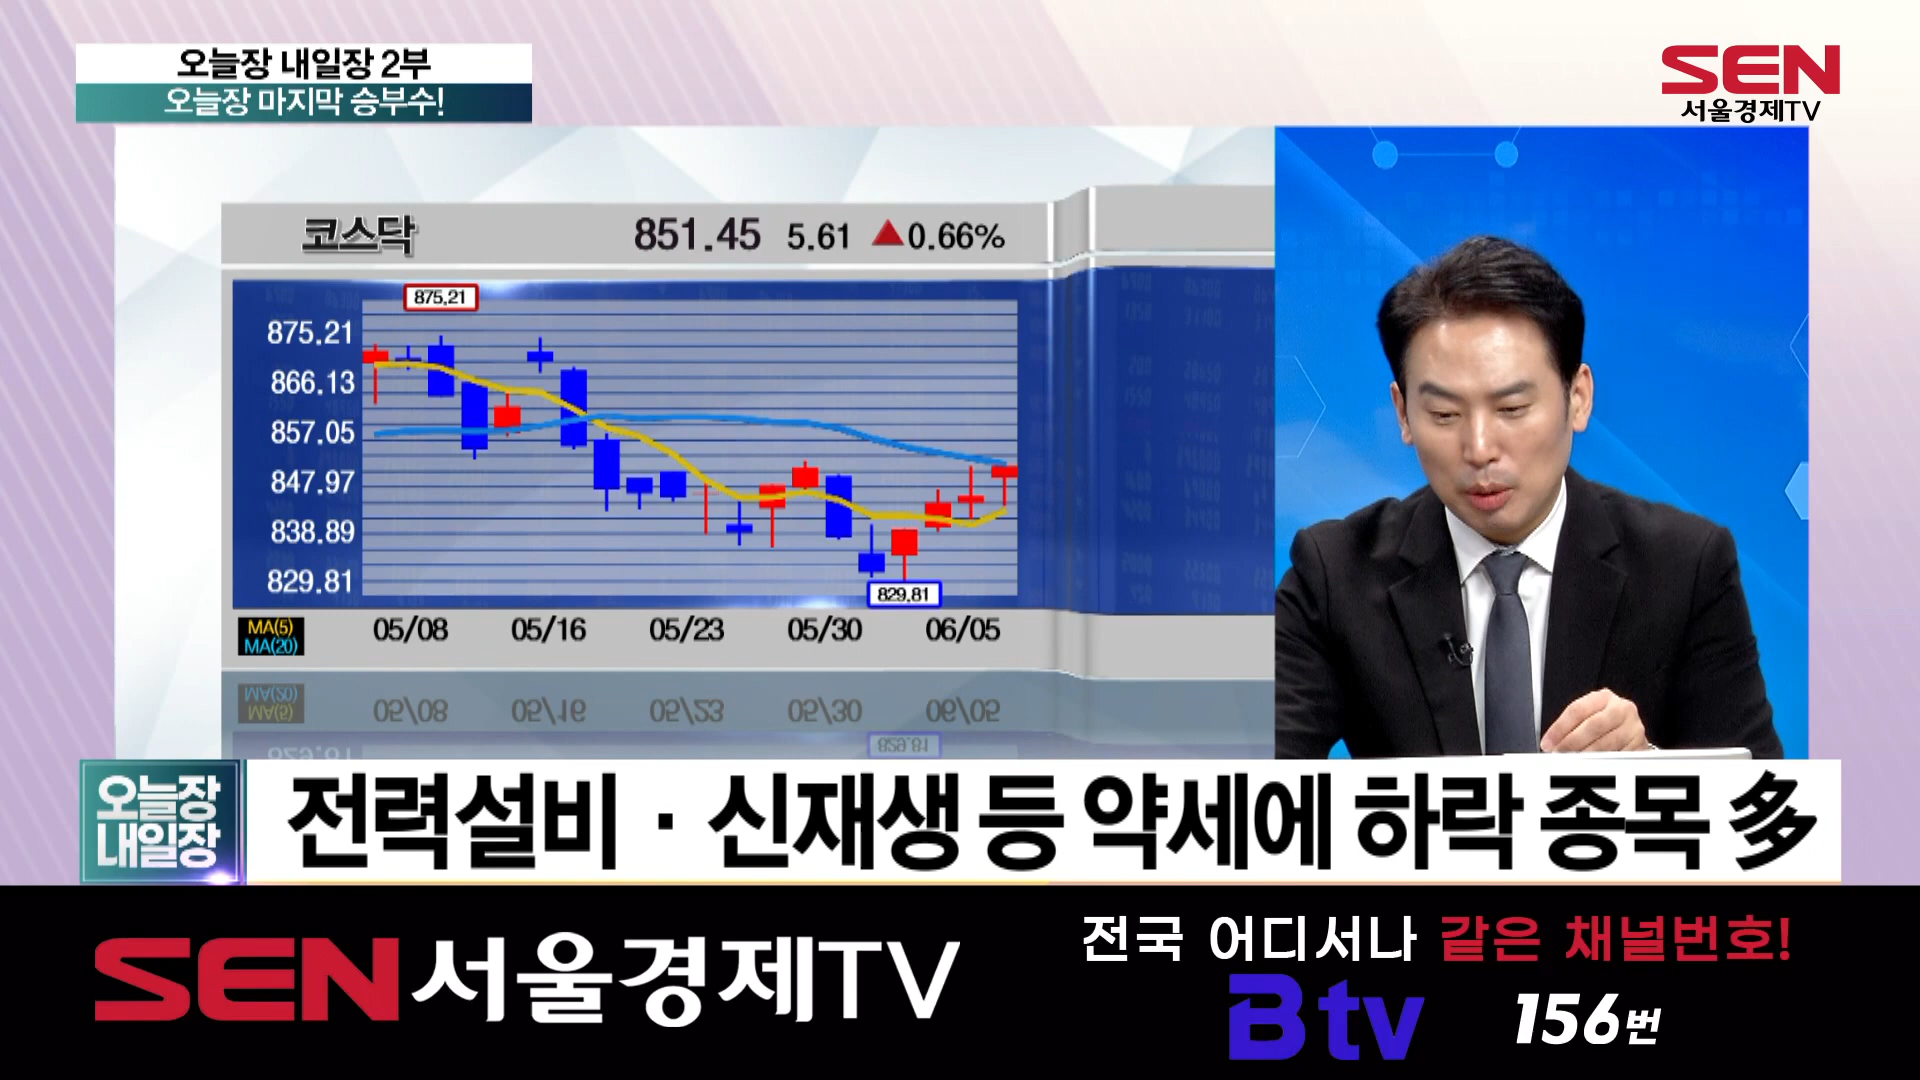 오늘장 내일장 2부
오늘장 마지막 승부수!
SEN
서울경제TV
코스닥 851.45 5.61 ▲0.66%
875.21
875.21
866.13
857.05
847.97
838.89
829.81
829.81
MA(5)
MA(20)
05/08 05/16 05/23 05/30 06/05
오늘장
내일장
전력설비 · 신재생 등 약세에 하락 종목 多
SEN서울경제TV
전국 어디서나 같은 채널번호!
B tv 156번